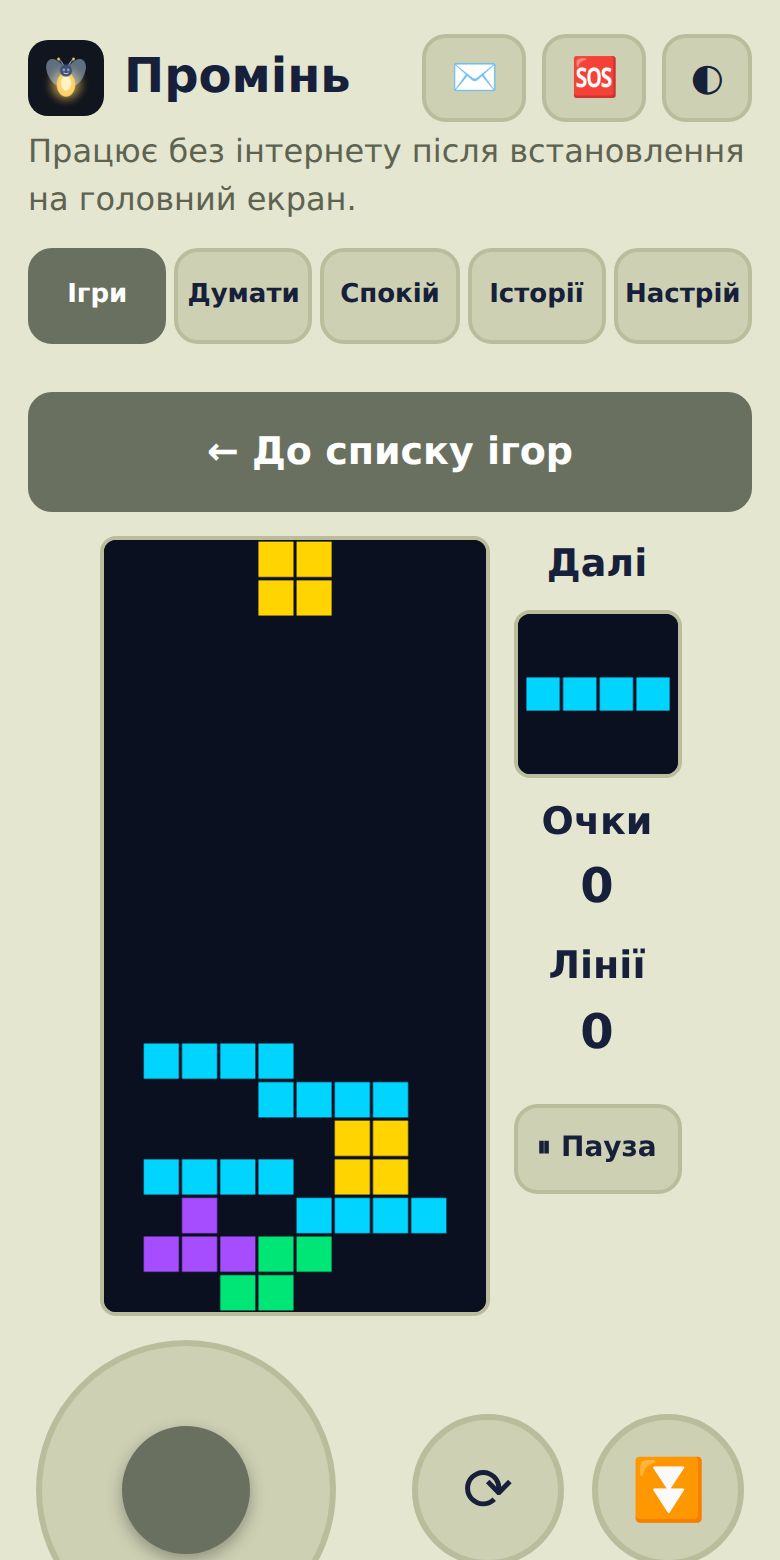 Промінь
SOS
Працює без інтернету після встановлення
на головний екран.
Ігри
Думати
Спокій
Історії
Настрій
← До списку ігор
Далі
Очки
0
Лінії
0
⏸ Пауза